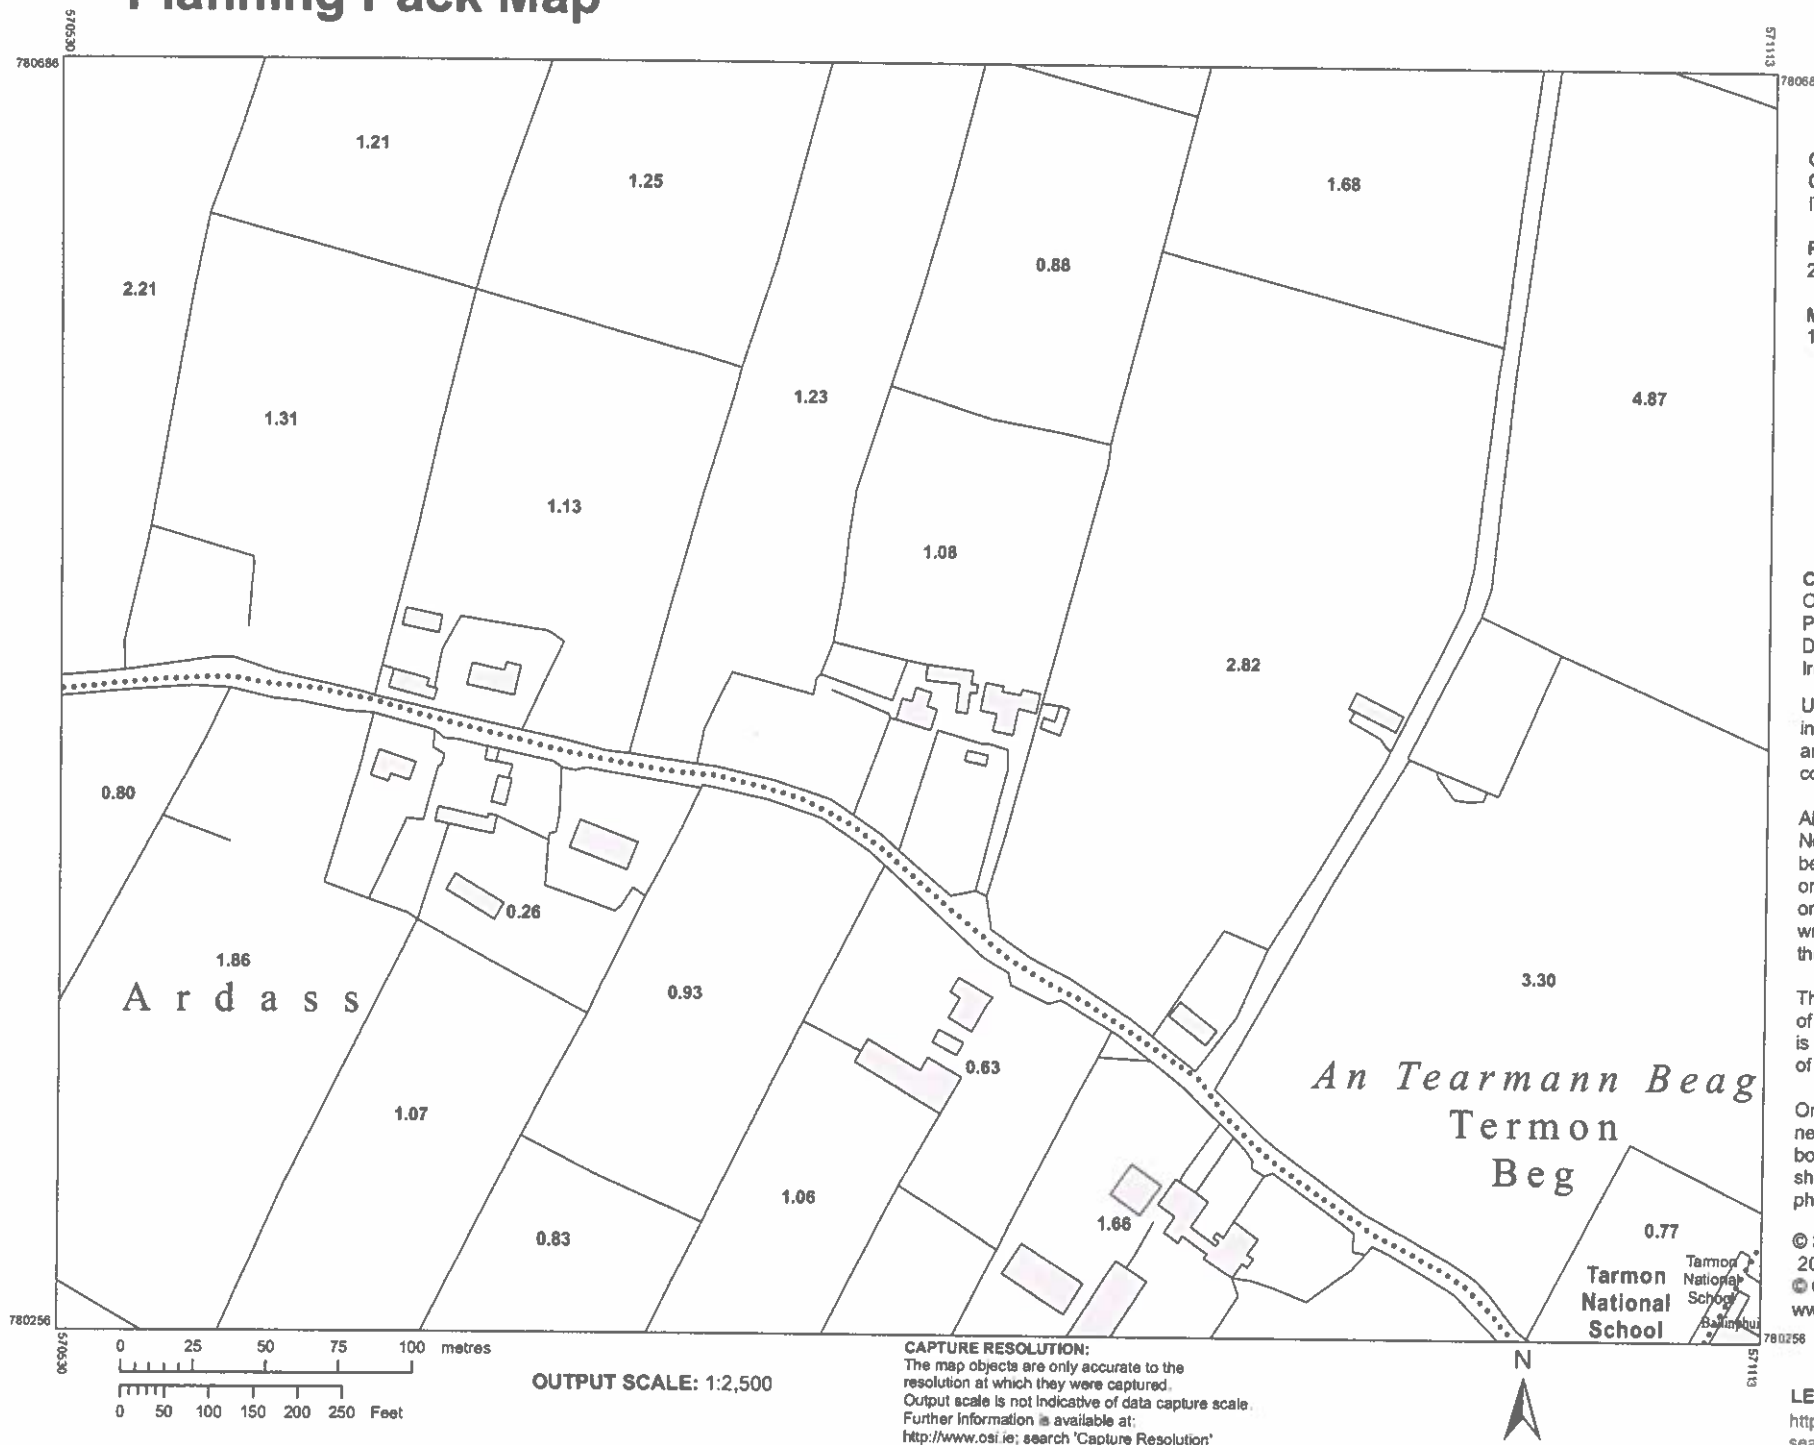 Planning Pack Map
570530
571113
780686
1.21
1.25
1.68
0.88
2.21
1.31
1.23
4.87
1.13
1.08
2.82
0.80
0.26
1.86
Ardass
0.93
3.30
0.63
An Tearmann Beag
Termon
Beg
1.07
1.06
1.66
0.83
0.77
Tarmon
National
School
Tarmon
National
School
780256
780256
570530
571113
0 25 50 75 100 metres
0 50 100 150 200 250 Feet
OUTPUT SCALE: 1:2,500
CAPTURE RESOLUTION:
The map objects are only accurate to the
resolution at which they were captured.
Output scale is not indicative of data capture scale.
Further information is available at:
http://www.osi.ie; search 'Capture Resolution'
N